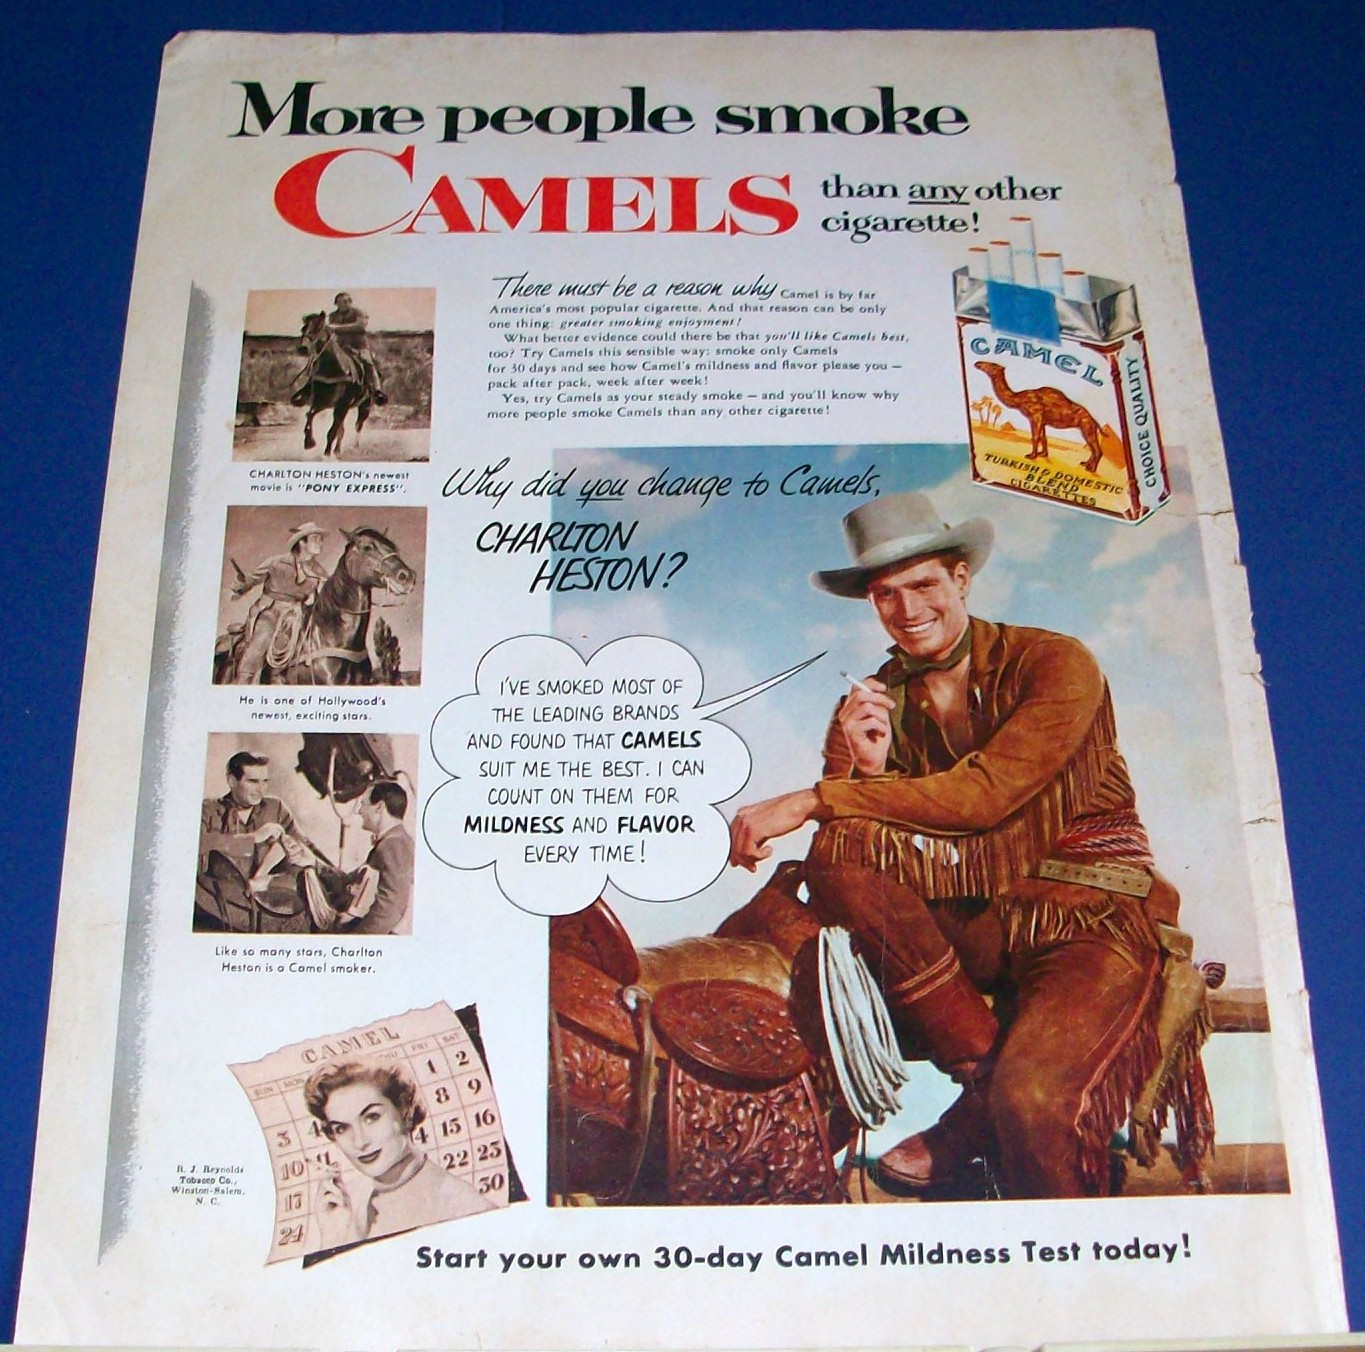 More people smoke
CAMELS
than any other
cigarette!
There must be a reason why Camel is by far
America's most popular cigarette. And that reason can be only
one thing: greater smoking enjoyment!
What better evidence could there be that you'll like Camels best,
too? Try Camels this sensible way: smoke only Camels
for 30 days and see how Camel's mildness and flavor please you —
pack after pack, week after week!
Yes, try Camels as your steady smoke — and you'll know why
more people smoke Camels than any other cigarette!
CAMEL
TURKISH & DOMESTIC
BLEND
CIGARETTES
CHOICE QUALITY
CHARLTON HESTON's newest
movie is "PONY EXPRESS".
He is one of Hollywood's
newest, exciting stars.
Like so many stars, Charlton
Heston is a Camel smoker.
Why did you change to Camels,
CHARLTON
HESTON?
I'VE SMOKED MOST OF
THE LEADING BRANDS
AND FOUND THAT CAMELS
SUIT ME THE BEST. I CAN
COUNT ON THEM FOR
MILDNESS AND FLAVOR
EVERY TIME!
CAMEL
SUN MON THU FRI SAT
1 2
8 9
3 4 14 15 16
10 11 22 23
17 30
24
R. J. Reynolds
Tobacco Co.,
Winston-Salem,
N. C.
Start your own 30-day Camel Mildness Test today!